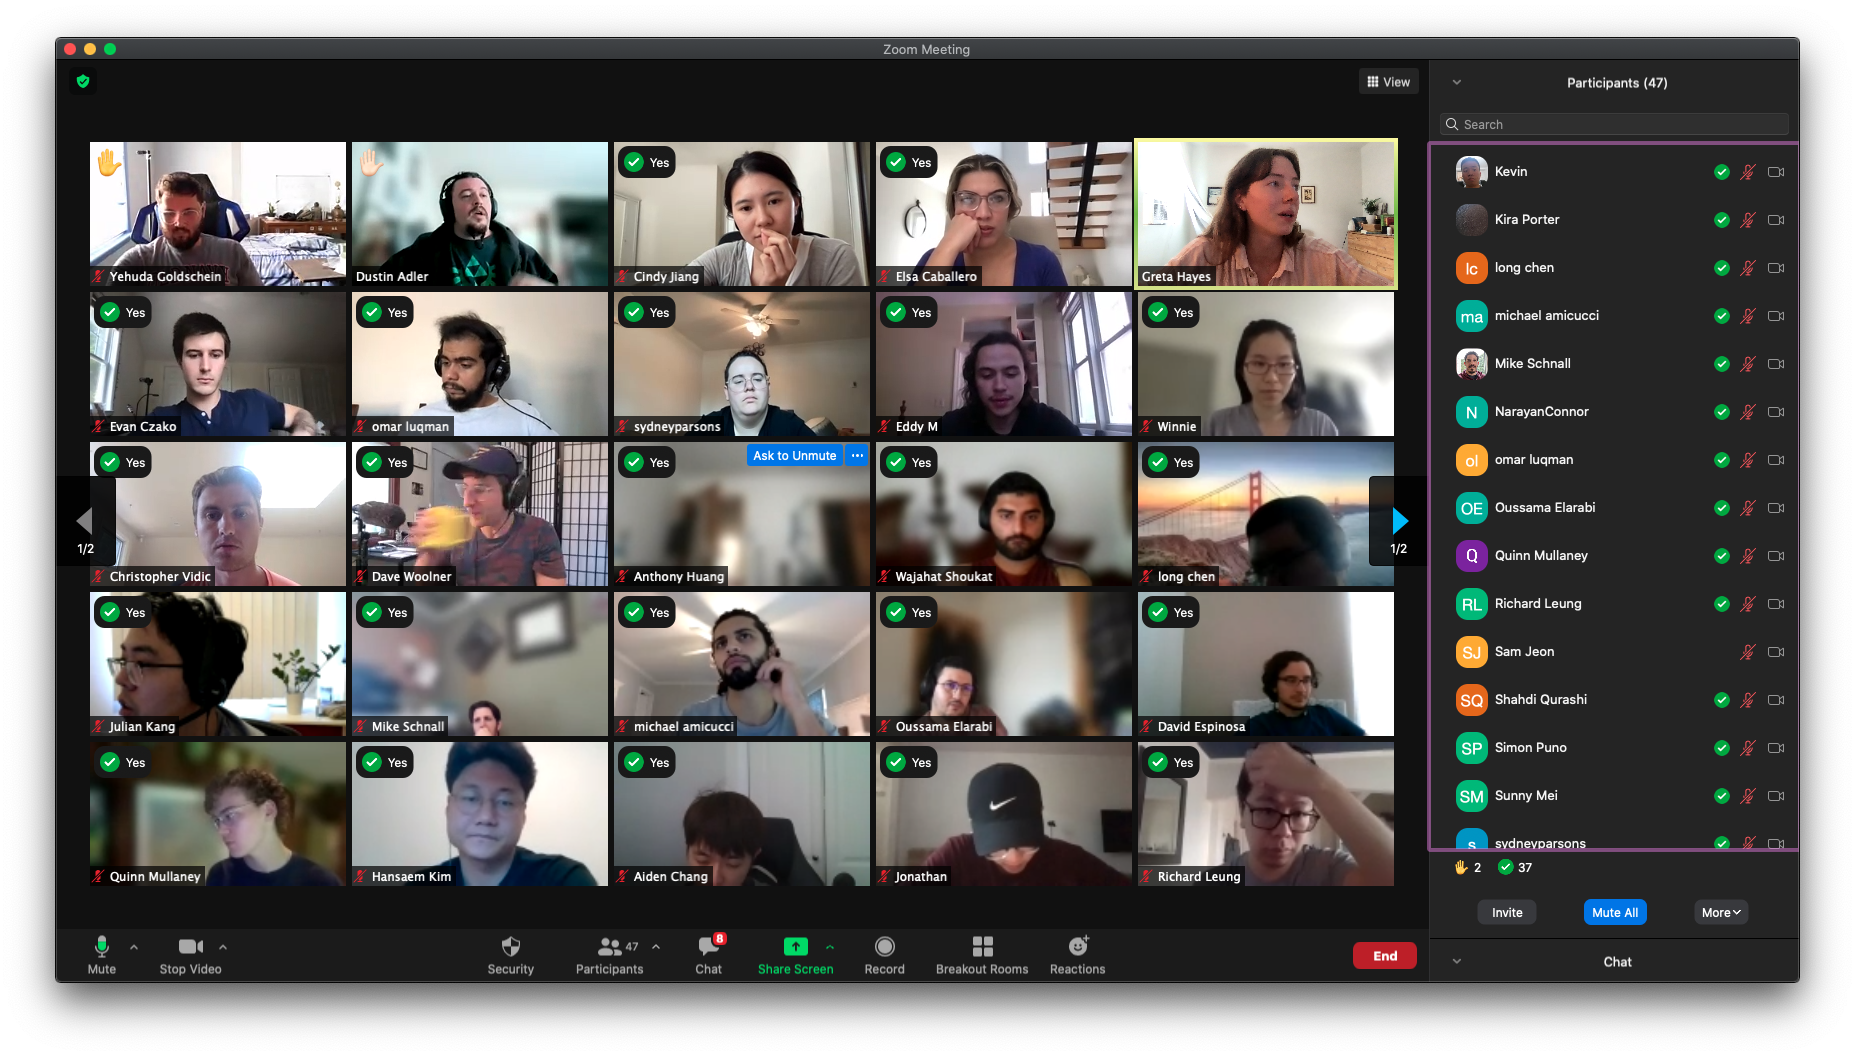 Zoom Meeting
View
Participants (47)
Search
Yehuda Goldschein
Dustin Adler
Yes
Cindy Jiang
Yes
Elsa Caballero
Greta Hayes
Yes
Evan Czako
Yes
omar luqman
Yes
sydneyparsons
Yes
Eddy M
Yes
Winnie
Yes
Christopher Vidic
Yes
Dave Woolner
Yes
Ask to Unmute ...
Anthony Huang
Yes
Wajahat Shoukat
Yes
long chen
1/2
1/2
Yes
Julian Kang
Yes
Mike Schnall
Yes
michael amicucci
Yes
Oussama Elarabi
Yes
David Espinosa
Yes
Quinn Mullaney
Yes
Hansaem Kim
Yes
Aiden Chang
Yes
Jonathan
Yes
Richard Leung
Kevin
Kira Porter
lc long chen
ma michael amicucci
Mike Schnall
N NarayanConnor
ol omar luqman
OE Oussama Elarabi
Q Quinn Mullaney
RL Richard Leung
SJ Sam Jeon
SQ Shahdi Qurashi
SP Simon Puno
SM Sunny Mei
s sydneyparsons
2 37
Invite Mute All More
Chat
Mute
Stop Video
Security
47
Participants
8
Chat
Share Screen
Record
Breakout Rooms
Reactions
End